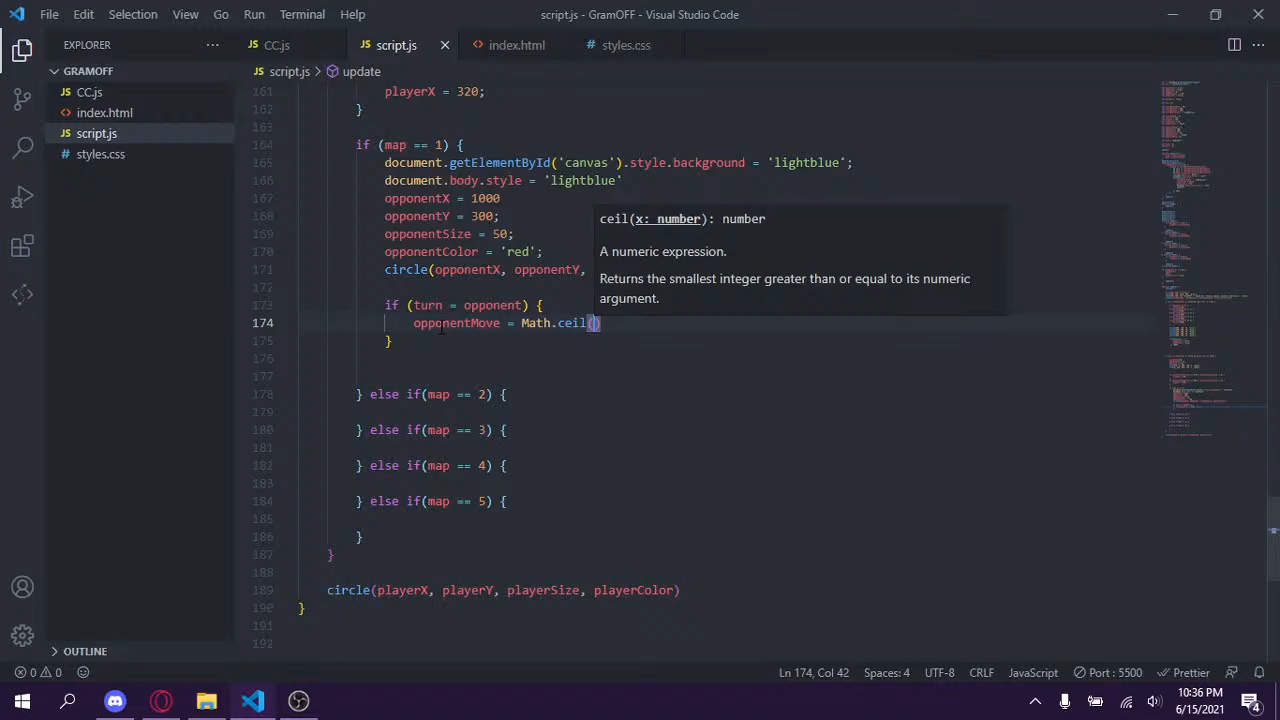 File Edit Selection View Go Run Terminal Help script.js - GramOFF - Visual Studio Code
EXPLORER ... CC.js script.js index.html styles.css
GRAMOFF script.js > update
CC.js
index.html
script.js
styles.css
161 playerX = 320;
162 }
163
164 if (map == 1) {
165 document.getElementById('canvas').style.background = 'lightblue';
166 document.body.style = 'lightblue'
167 opponentX = 1000
168 opponentY = 300;
169 opponentSize = 50;
170 opponentColor = 'red';
171 circle(opponentX, opponentY,
172
173 if (turn = opponent) {
174 opponentMove = Math.ceil()
175 }
176
177
178 } else if(map == 2) {
179
180 } else if(map == 3) {
181
182 } else if(map == 4) {
183
184 } else if(map == 5) {
185
186 }
187 }
188
189 circle(playerX, playerY, playerSize, playerColor)
190 }
191
192
ceil(x: number): number
A numeric expression.
Returns the smallest integer greater than or equal to its numeric
argument.
OUTLINE
0 0 Ln 174, Col 42 Spaces: 4 UTF-8 CRLF JavaScript Port : 5500 Prettier
10:36 PM
6/15/2021
4